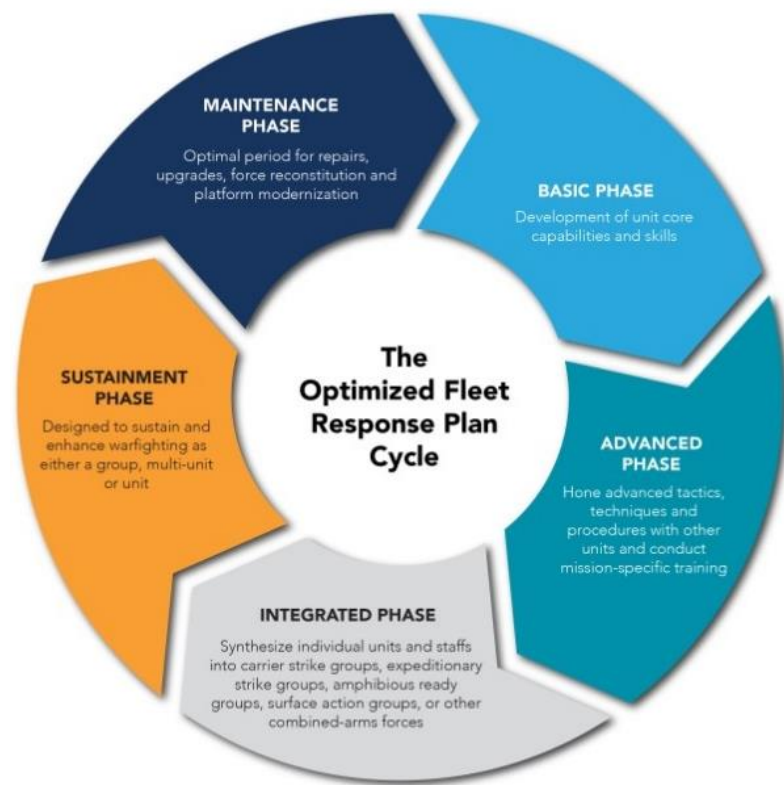 MAINTENANCE
PHASE
Optimal period for repairs,
upgrades, force reconstitution and
platform modernization
BASIC PHASE
Development of unit core
capabilities and skills
ADVANCED
PHASE
Hone advanced tactics,
techniques and
procedures with other
units and conduct
mission-specific training
INTEGRATED PHASE
Synthesize individual units and staffs
into carrier strike groups, expeditionary
strike groups, amphibious ready
groups, surface action groups, or other
combined-arms forces
SUSTAINMENT
PHASE
Designed to sustain and
enhance warfighting as
either a group, multi-unit
or unit
The
Optimized Fleet
Response Plan
Cycle